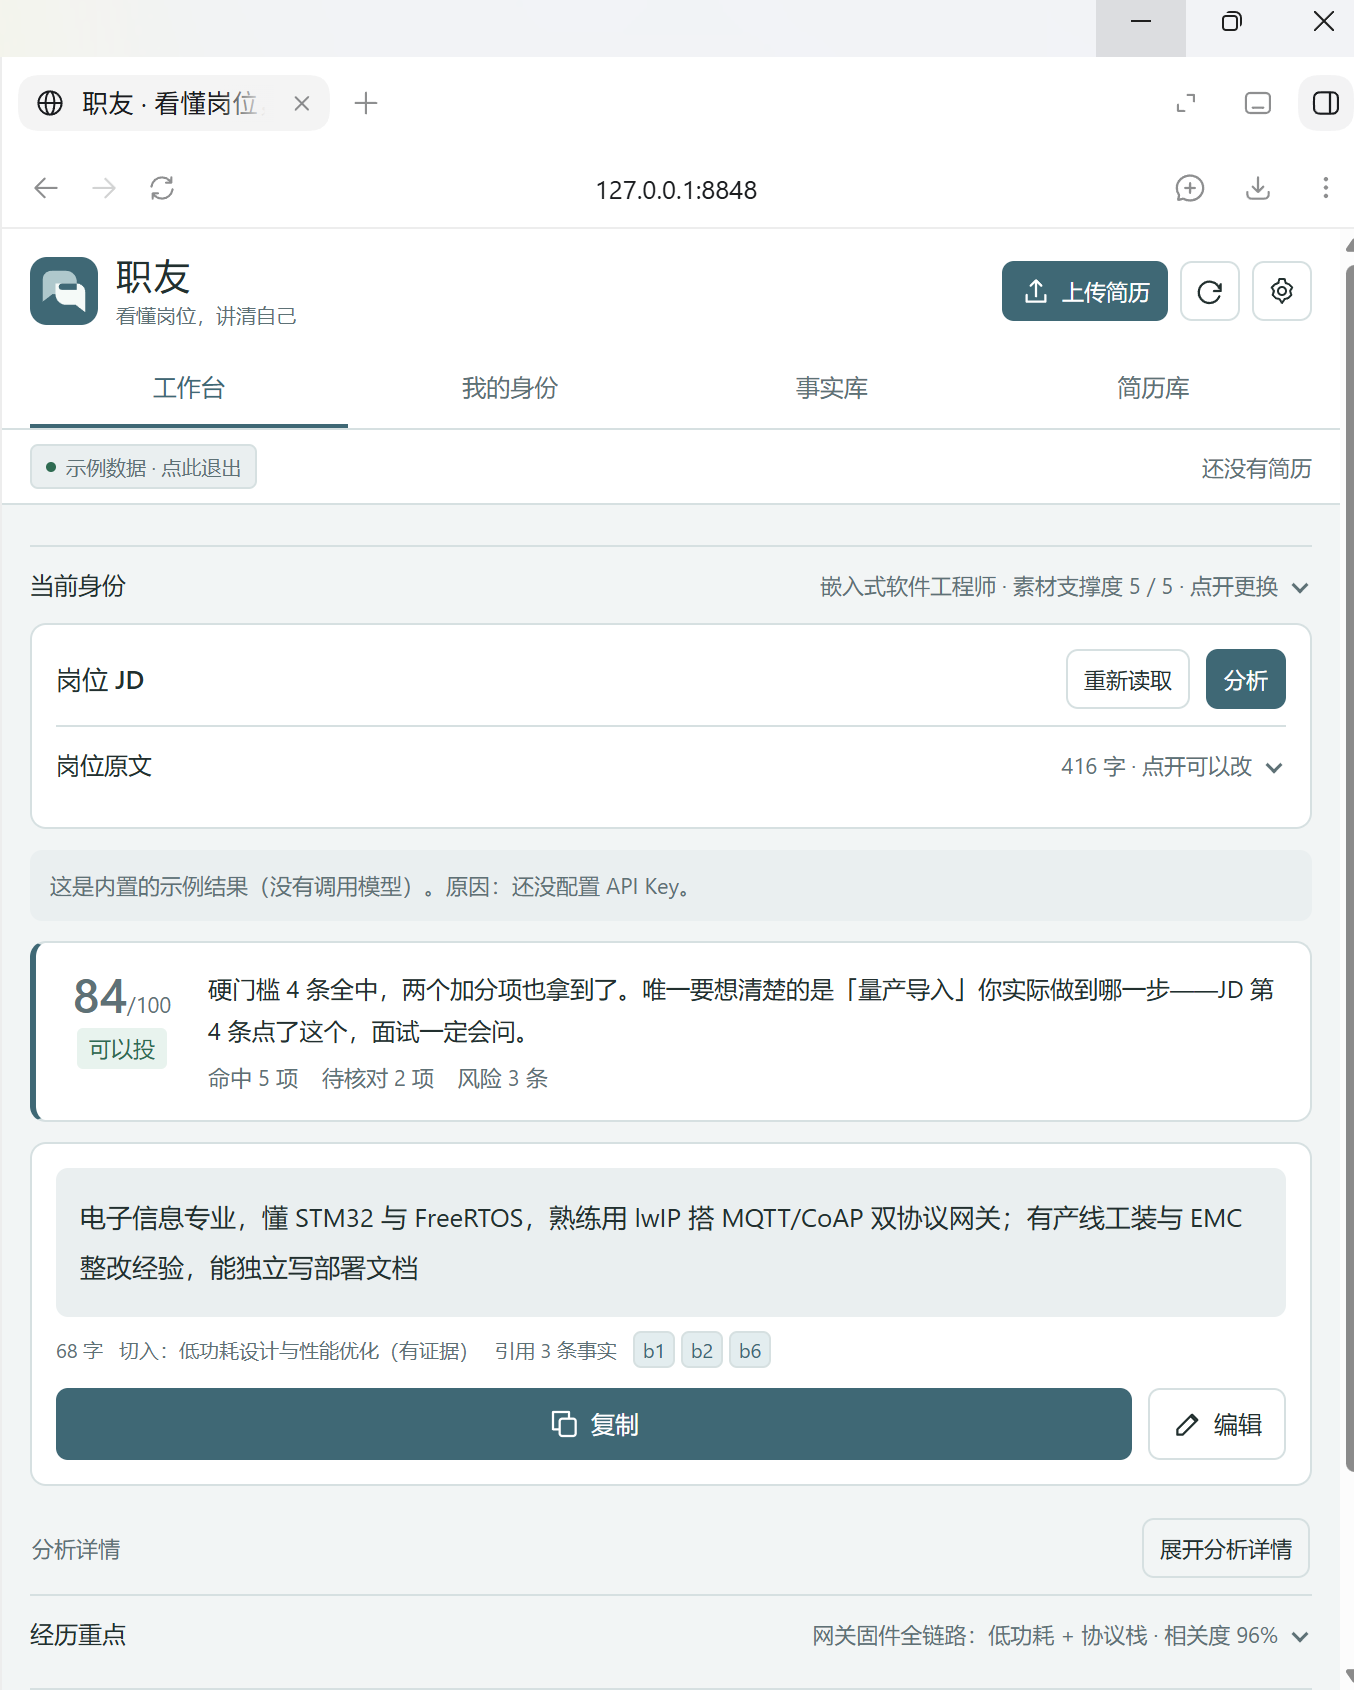 职友 · 看懂岗位
127.0.0.1:8848
职友
看懂岗位，讲清自己
上传简历
工作台
我的身份
事实库
简历库
示例数据 · 点此退出
还没有简历
当前身份
嵌入式软件工程师 · 素材支撑度 5 / 5 · 点开更换
岗位 JD
重新读取
分析
岗位原文
416 字 · 点开可以改
这是内置的示例结果（没有调用模型）。原因：还没配置 API Key。
84/100
可以投
硬门槛 4 条全中，两个加分项也拿到了。唯一要想清楚的是「量产导入」你实际做到哪一步——JD 第
4 条点了这个，面试一定会问。
命中 5 项 待核对 2 项 风险 3 条
电子信息专业，懂 STM32 与 FreeRTOS，熟练用 lwIP 搭 MQTT/CoAP 双协议网关；有产线工装与 EMC
整改经验，能独立写部署文档
68 字 切入：低功耗设计与性能优化（有证据） 引用 3 条事实 b1 b2 b6
复制
编辑
分析详情
展开分析详情
经历重点
网关固件全链路：低功耗 + 协议栈 · 相关度 96%